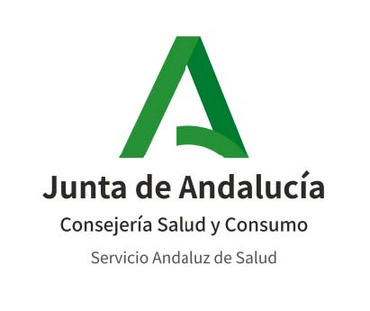 Junta de Andalucía
Consejería Salud y Consumo
Servicio Andaluz de Salud